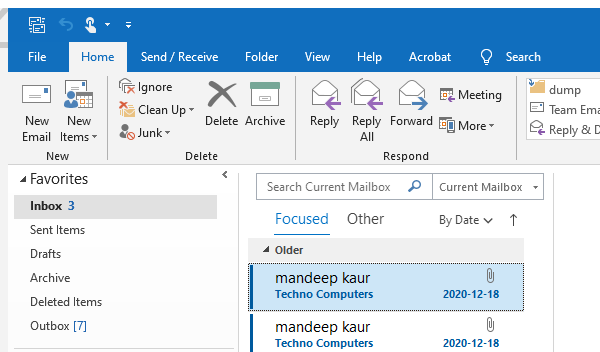 File Home Send / Receive Folder View Help Acrobat Search
New Email
New Items
Ignore
Clean Up
Junk
Delete
Archive
Reply
Reply All
Forward
Meeting
More
dump
Team Ema
Reply & D
New Delete Respond
Favorites
Inbox 3
Sent Items
Drafts
Archive
Deleted Items
Outbox [7]
Search Current Mailbox Current Mailbox
Focused Other By Date
Older
mandeep kaur
Techno Computers 2020-12-18
mandeep kaur
Techno Computers 2020-12-18